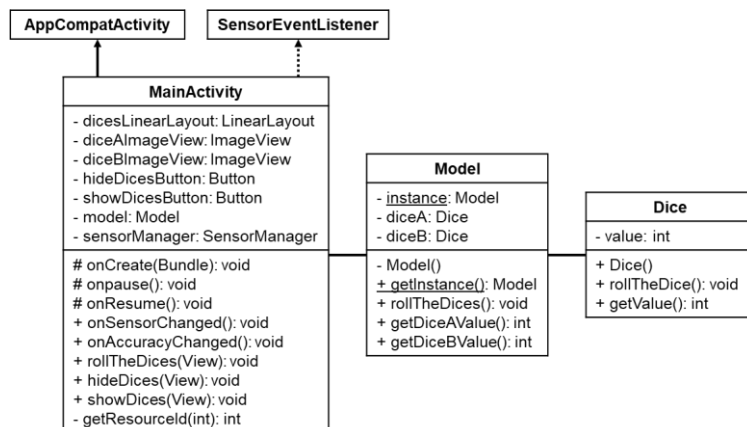 AppCompatActivity
SensorEventListener
MainActivity
- dicesLinearLayout: LinearLayout
- diceAImageView: ImageView
- diceBImageView: ImageView
- hideDicesButton: Button
- showDicesButton: Button
- model: Model
- sensorManager: SensorManager
# onCreate(Bundle): void
# onpause(): void
# onResume(): void
+ onSensorChanged(): void
+ onAccuracyChanged(): void
+ rollTheDices(View): void
+ hideDices(View): void
+ showDices(View): void
- getResourceId(int): int
Model
- instance: Model
- diceA: Dice
- diceB: Dice
- Model()
+ getInstance(): Model
+ rollTheDices(): void
+ getDiceAValue(): int
+ getDiceBValue(): int
Dice
- value: int
+ Dice()
+ rollTheDice(): void
+ getValue(): int